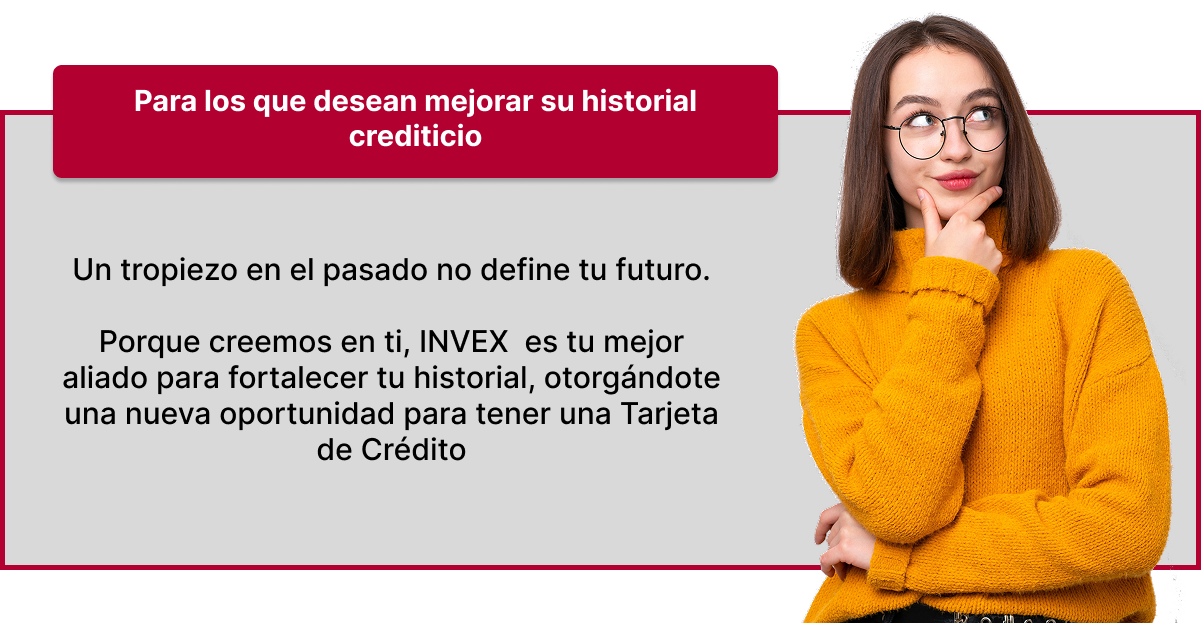 Para los que desean mejorar su historial
crediticio
Un tropiezo en el pasado no define tu futuro.
Porque creemos en ti, INVEX  es tu mejor
aliado para fortalecer tu historial, otorgándote
una nueva oportunidad para tener una Tarjeta
de Crédito